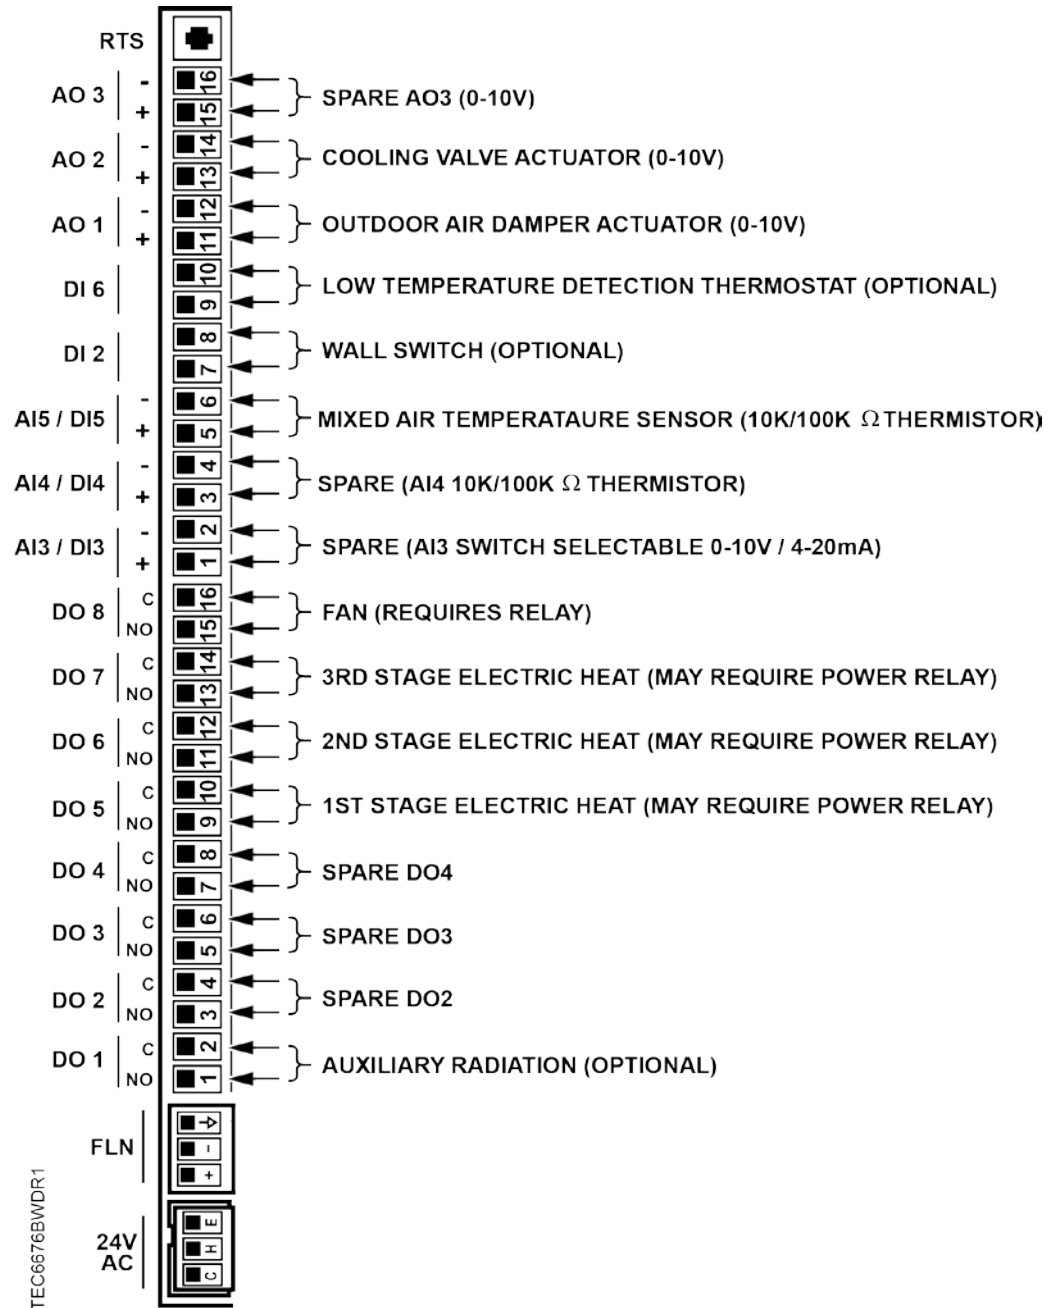 RTS
AO 3 - 16 SPARE AO3 (0-10V)
+ 15
AO 2 - 14 COOLING VALVE ACTUATOR (0-10V)
+ 13
AO 1 - 12 OUTDOOR AIR DAMPER ACTUATOR (0-10V)
+ 11
DI 6 10 LOW TEMPERATURE DETECTION THERMOSTAT (OPTIONAL)
9
DI 2 8 WALL SWITCH (OPTIONAL)
7
AI5 / DI5 - 6 MIXED AIR TEMPERATAURE SENSOR (10K/100K Ω THERMISTOR)
+ 5
AI4 / DI4 - 4 SPARE (AI4 10K/100K Ω THERMISTOR)
+ 3
AI3 / DI3 - 2 SPARE (AI3 SWITCH SELECTABLE 0-10V / 4-20mA)
+ 1
DO 8 C 16 FAN (REQUIRES RELAY)
NO 15
DO 7 C 14 3RD STAGE ELECTRIC HEAT (MAY REQUIRE POWER RELAY)
NO 13
DO 6 C 12 2ND STAGE ELECTRIC HEAT (MAY REQUIRE POWER RELAY)
NO 11
DO 5 C 10 1ST STAGE ELECTRIC HEAT (MAY REQUIRE POWER RELAY)
NO 9
DO 4 C 8 SPARE DO4
NO 7
DO 3 C 6 SPARE DO3
NO 5
DO 2 C 4 SPARE DO2
NO 3
DO 1 C 2 AUXILIARY RADIATION (OPTIONAL)
NO 1
FLN
-
+
24V
AC
E
H
C
TEC6676BWDR1